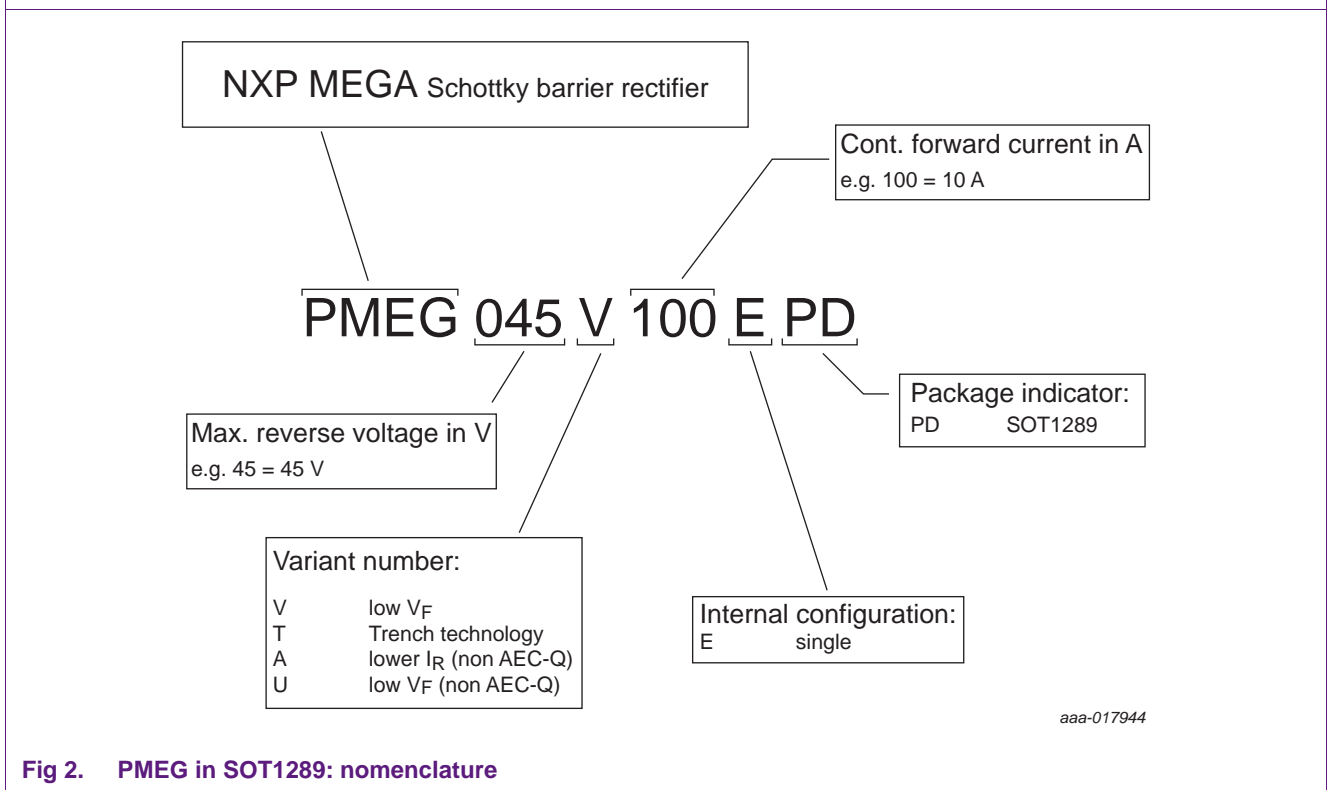 NXP MEGA Schottky barrier rectifier
Cont. forward current in A
e.g. 100 = 10 A
PMEG 045 V 100 E PD
Package indicator:
PD SOT1289
Max. reverse voltage in V
e.g. 45 = 45 V
Variant number:
V low VF
T Trench technology
A lower IR (non AEC-Q)
U low VF (non AEC-Q)
Internal configuration:
E single
aaa-017944
Fig 2. PMEG in SOT1289: nomenclature